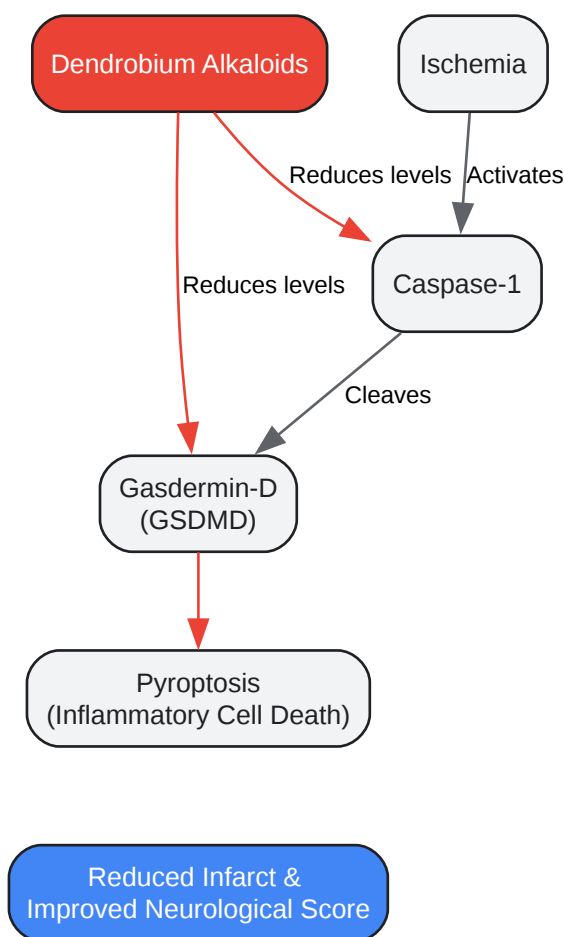 Dendrobium Alkaloids
Ischemia
Reduces levels
Activates
Reduces levels
Caspase-1
Cleaves
Gasdermin-D
(GSDMD)
Pyroptosis
(Inflammatory Cell Death)
Reduced Infarct &
Improved Neurological Score